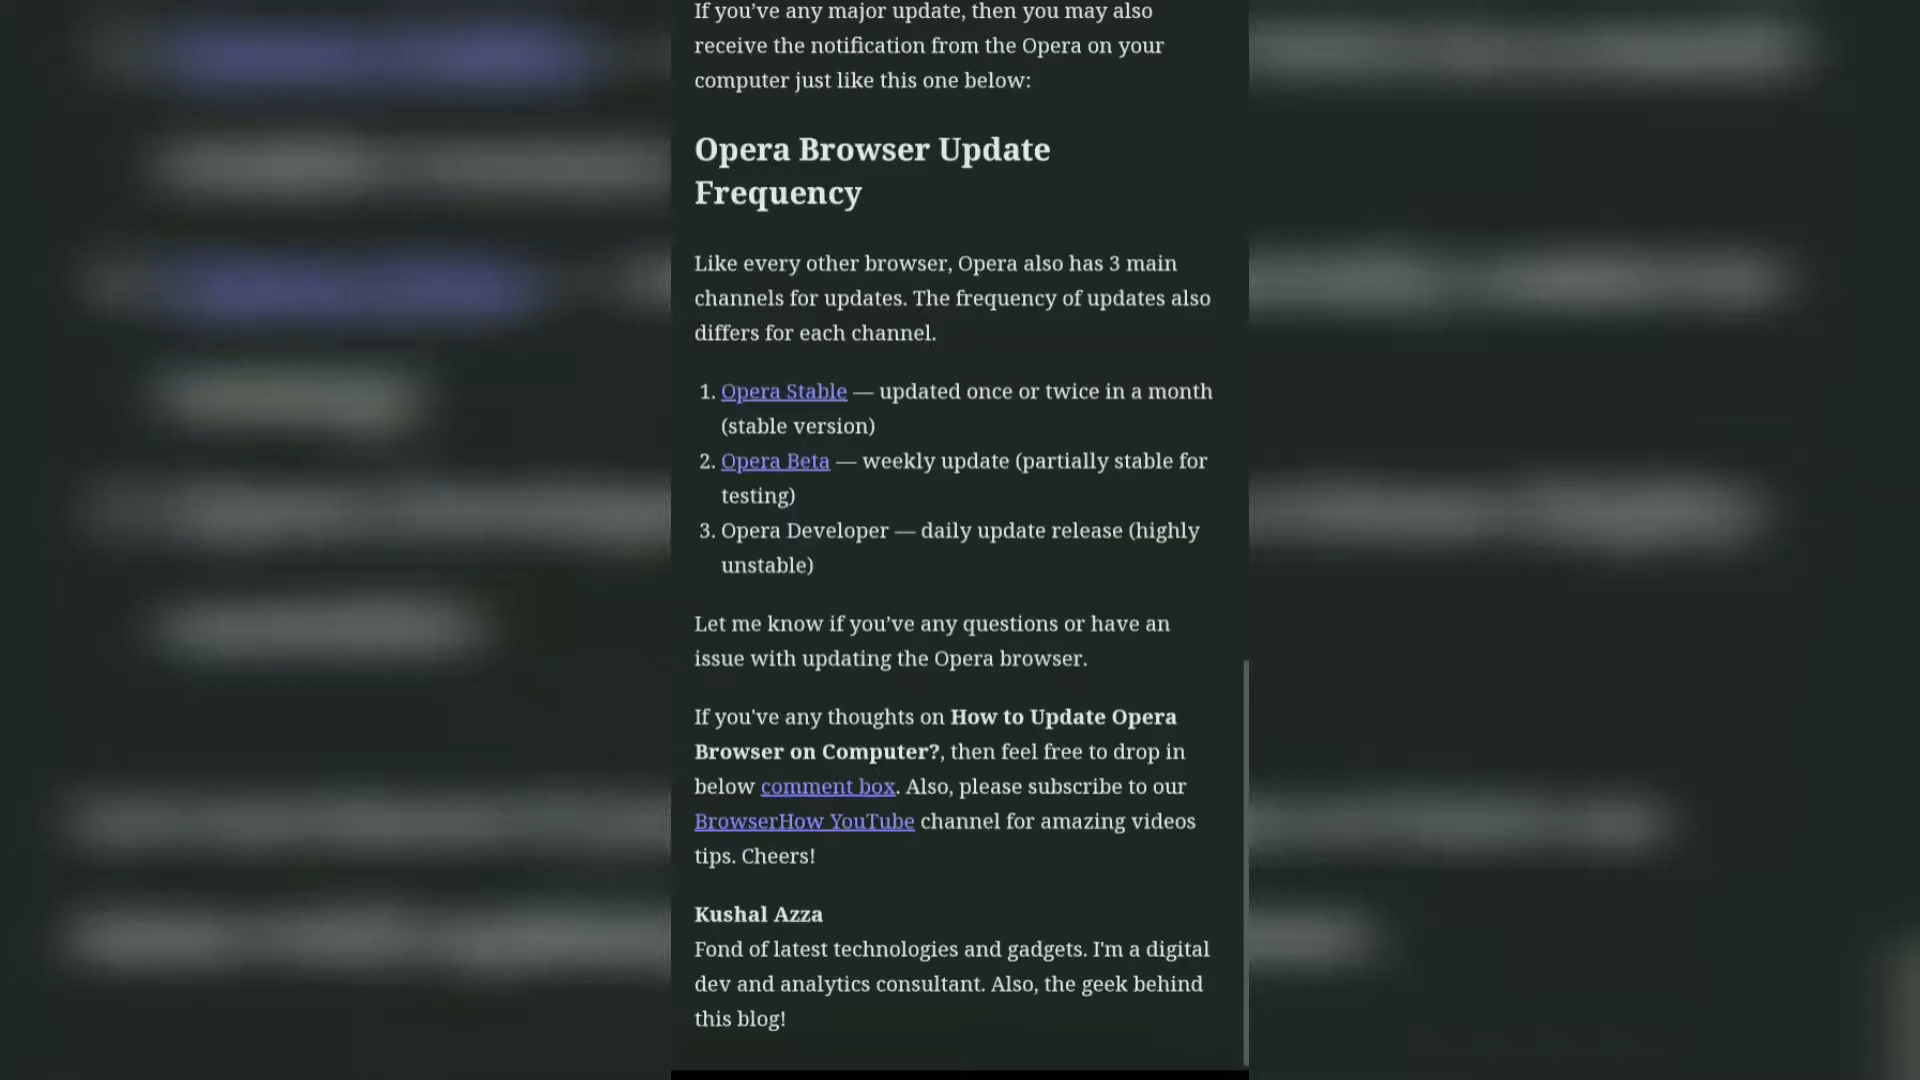 If you’ve any major update, then you may also
receive the notification from the Opera on your
computer just like this one below:
Opera Browser Update
Frequency
Like every other browser, Opera also has 3 main
channels for updates. The frequency of updates also
differs for each channel.
1. Opera Stable — updated once or twice in a month
(stable version)
2. Opera Beta — weekly update (partially stable for
testing)
3. Opera Developer — daily update release (highly
unstable)
Let me know if you’ve any questions or have an
issue with updating the Opera browser.
If you've any thoughts on How to Update Opera
Browser on Computer?, then feel free to drop in
below comment box. Also, please subscribe to our
BrowserHow YouTube channel for amazing videos
tips. Cheers!
Kushal Azza
Fond of latest technologies and gadgets. I'm a digital
dev and analytics consultant. Also, the geek behind
this blog!